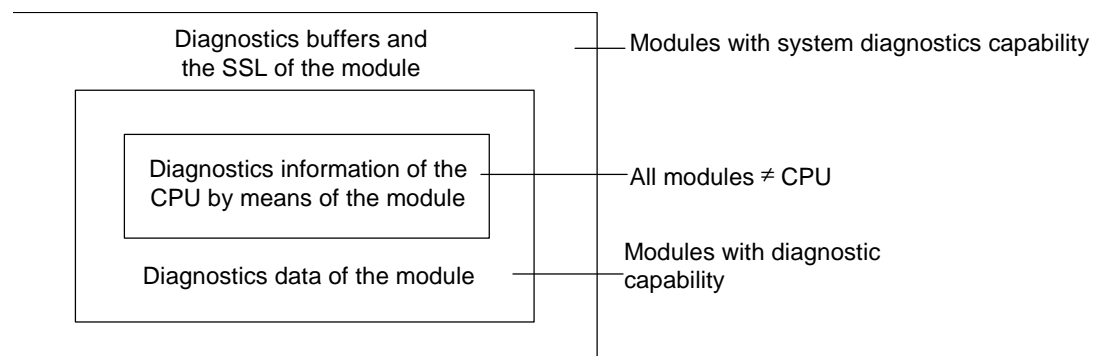 Diagnostics buffers and
the SSL of the module
Modules with system diagnostics capability
Diagnostics information of the
CPU by means of the module
All modules ≠ CPU
Diagnostics data of the module
Modules with diagnostic
capability